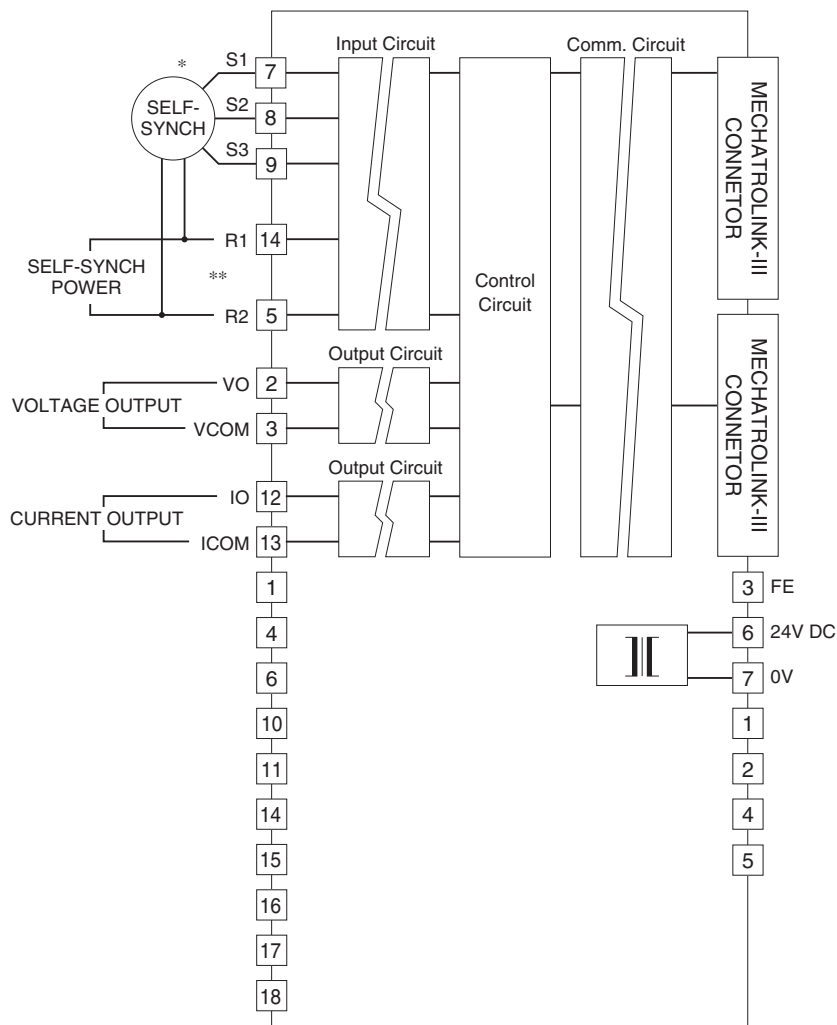 Input Circuit
Comm. Circuit
*
S1
7
SELF-
SYNCH
S2
8
S3
9
R1
14
SELF-SYNCH
POWER
**
R2
5
Control
Circuit
MECHATROLINK-III
CONNETOR
MECHATROLINK-III
CONNETOR
Output Circuit
VO
2
VOLTAGE OUTPUT
VCOM
3
Output Circuit
IO
12
CURRENT OUTPUT
ICOM
13
1
4
6
10
11
14
15
16
17
18
3
FE
6
24V DC
7
0V
1
2
4
5